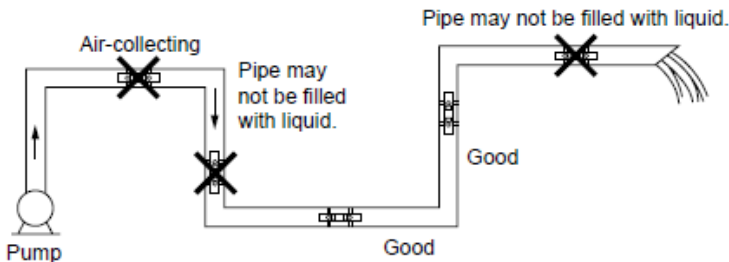 Pipe may not be filled with liquid.
Air-collecting
Pipe may
not be filled
with liquid.
Good
Good
Pump